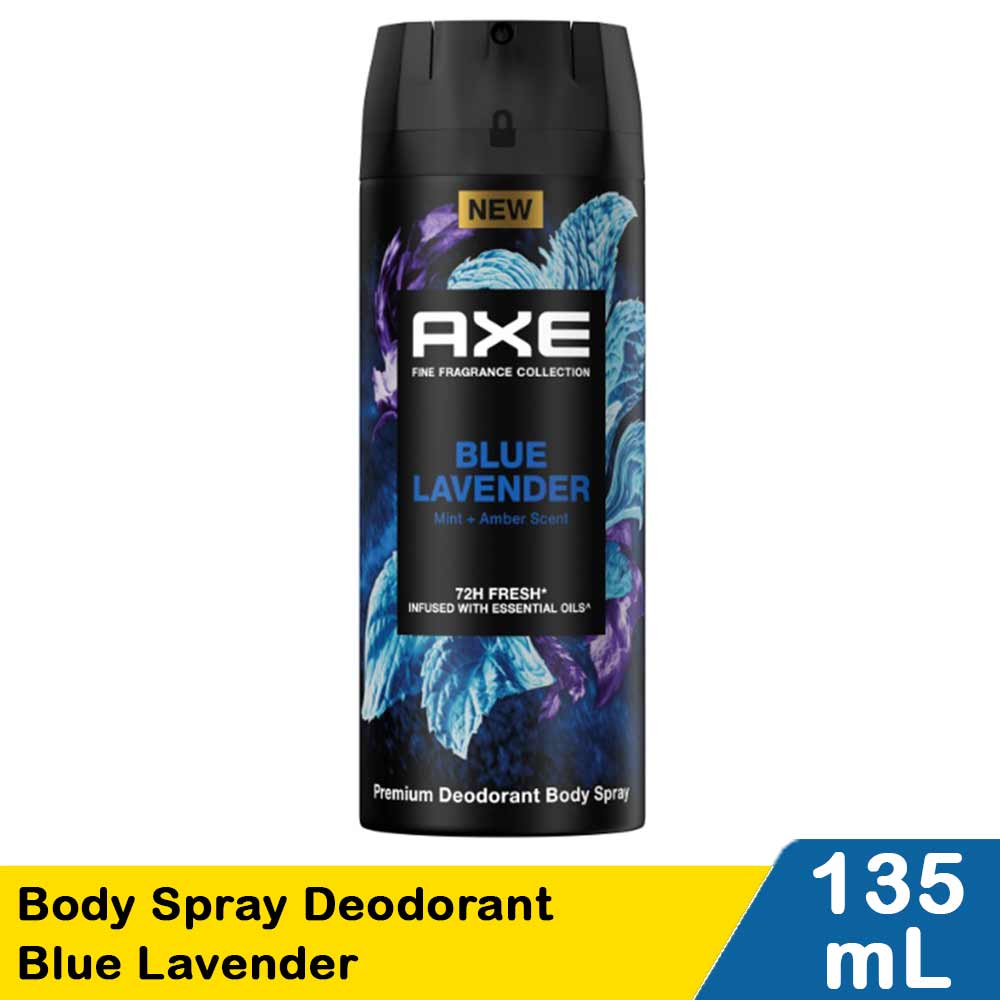 NEW
AXE
FINE FRAGRANCE COLLECTION
BLUE
LAVENDER
Mint + Amber Scent
72H FRESH*
INFUSED WITH ESSENTIAL OILS^
Premium Deodorant Body Spray
Body Spray Deodorant
Blue Lavender
135
mL